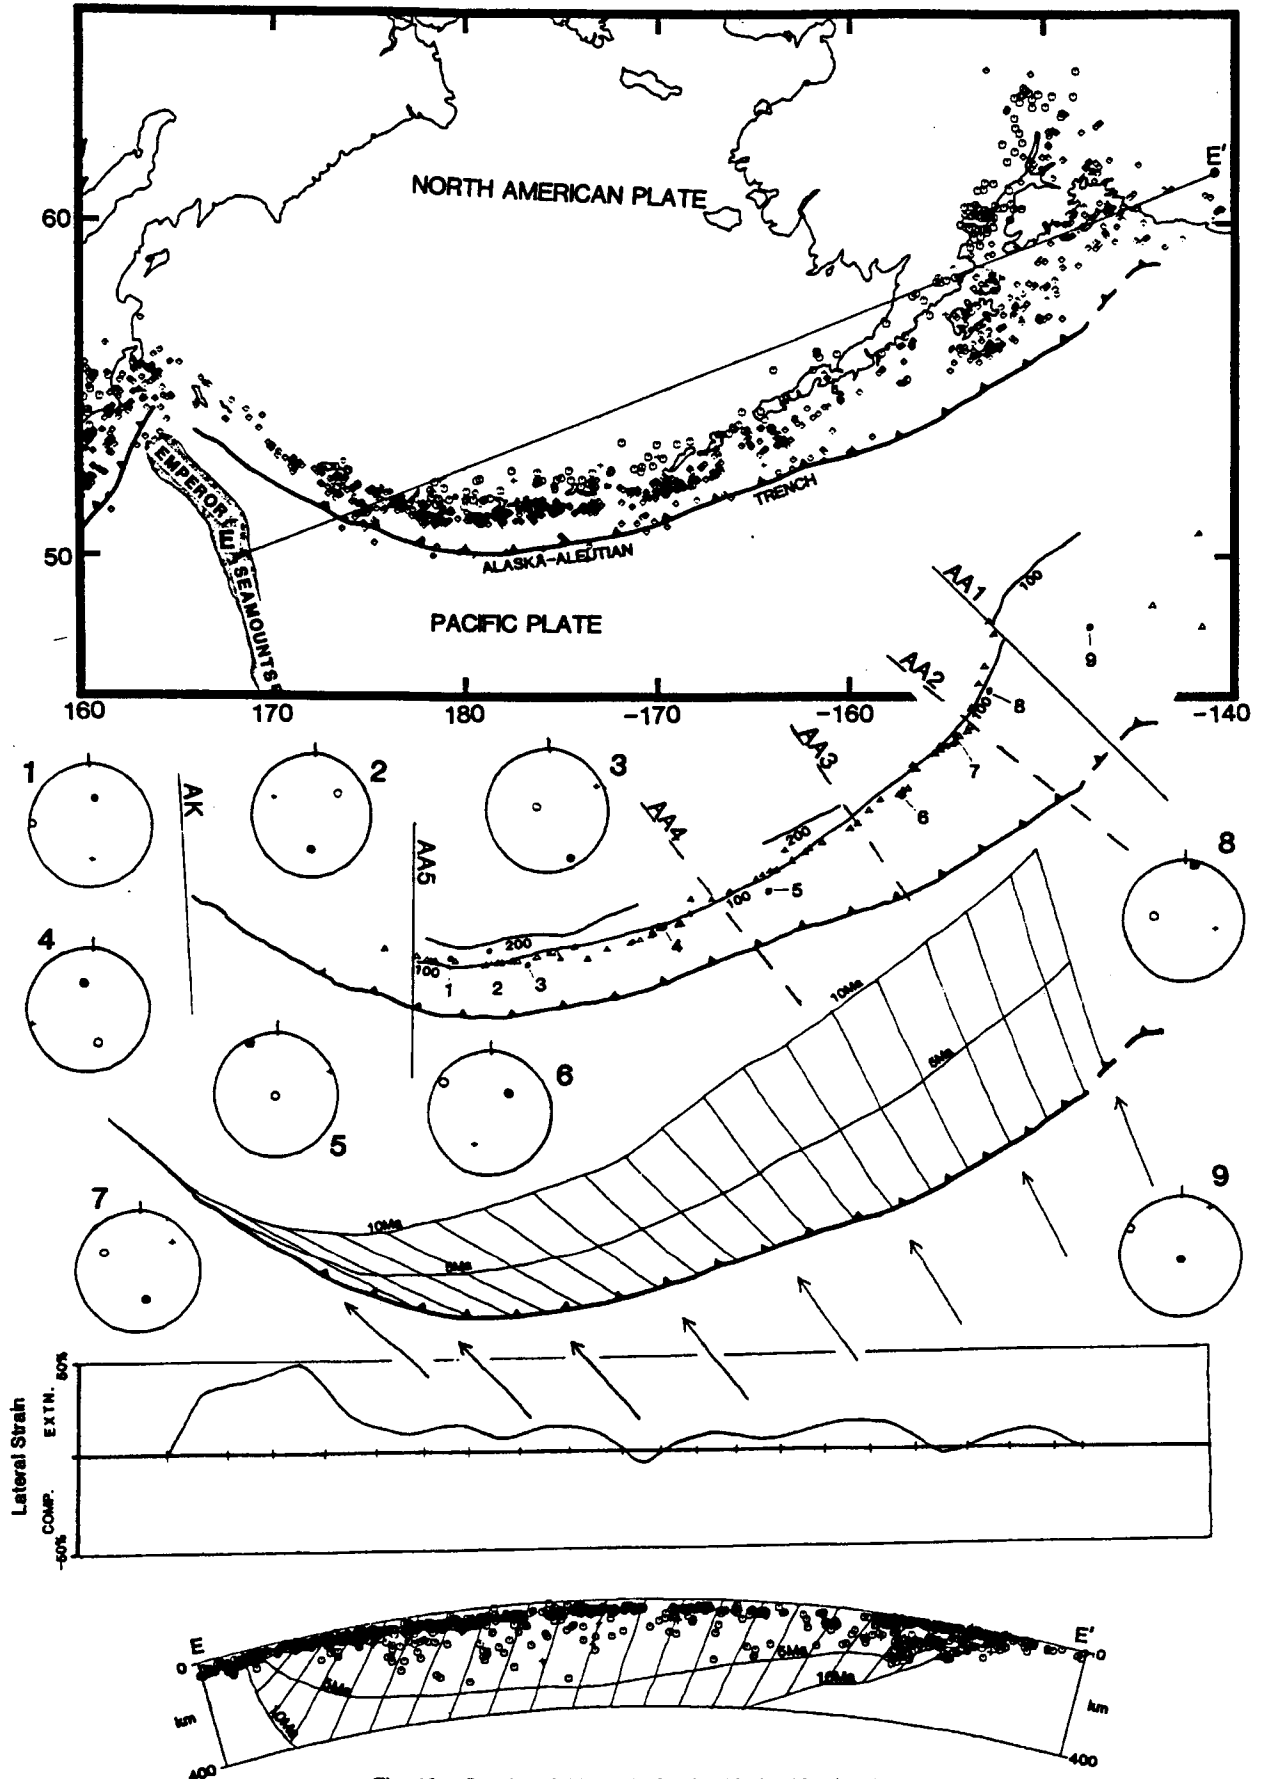 NORTH AMERICAN PLATE
E'
60
EMPEROR
E
SEAMOUNTS
TRENCH
50
ALASKA-ALEUTIAN
PACIFIC PLATE
AA1
100
9
AA2
160
170
180
-170
-160
-140
8
100
AA3
7
1
2
3
AK
6
AA4
200
8
AA5
5
100
4
200
4
100
1
2
3
10Ma
5Ma
5
6
7
9
10Ma
5Ma
50%
EXTN.
Lateral Strain
COMP.
-50%
E
E'
0
0
5Ma
5Ma
10Ma
10Ma
km
km
400
400